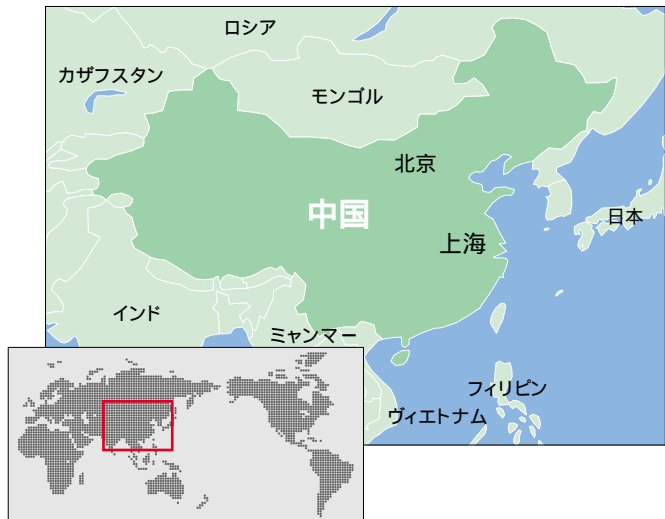 ロシア
カザフスタン
モンゴル
北京
中国
日本
上海
インド
ミャンマー
フィリピン
ヴィエトナム